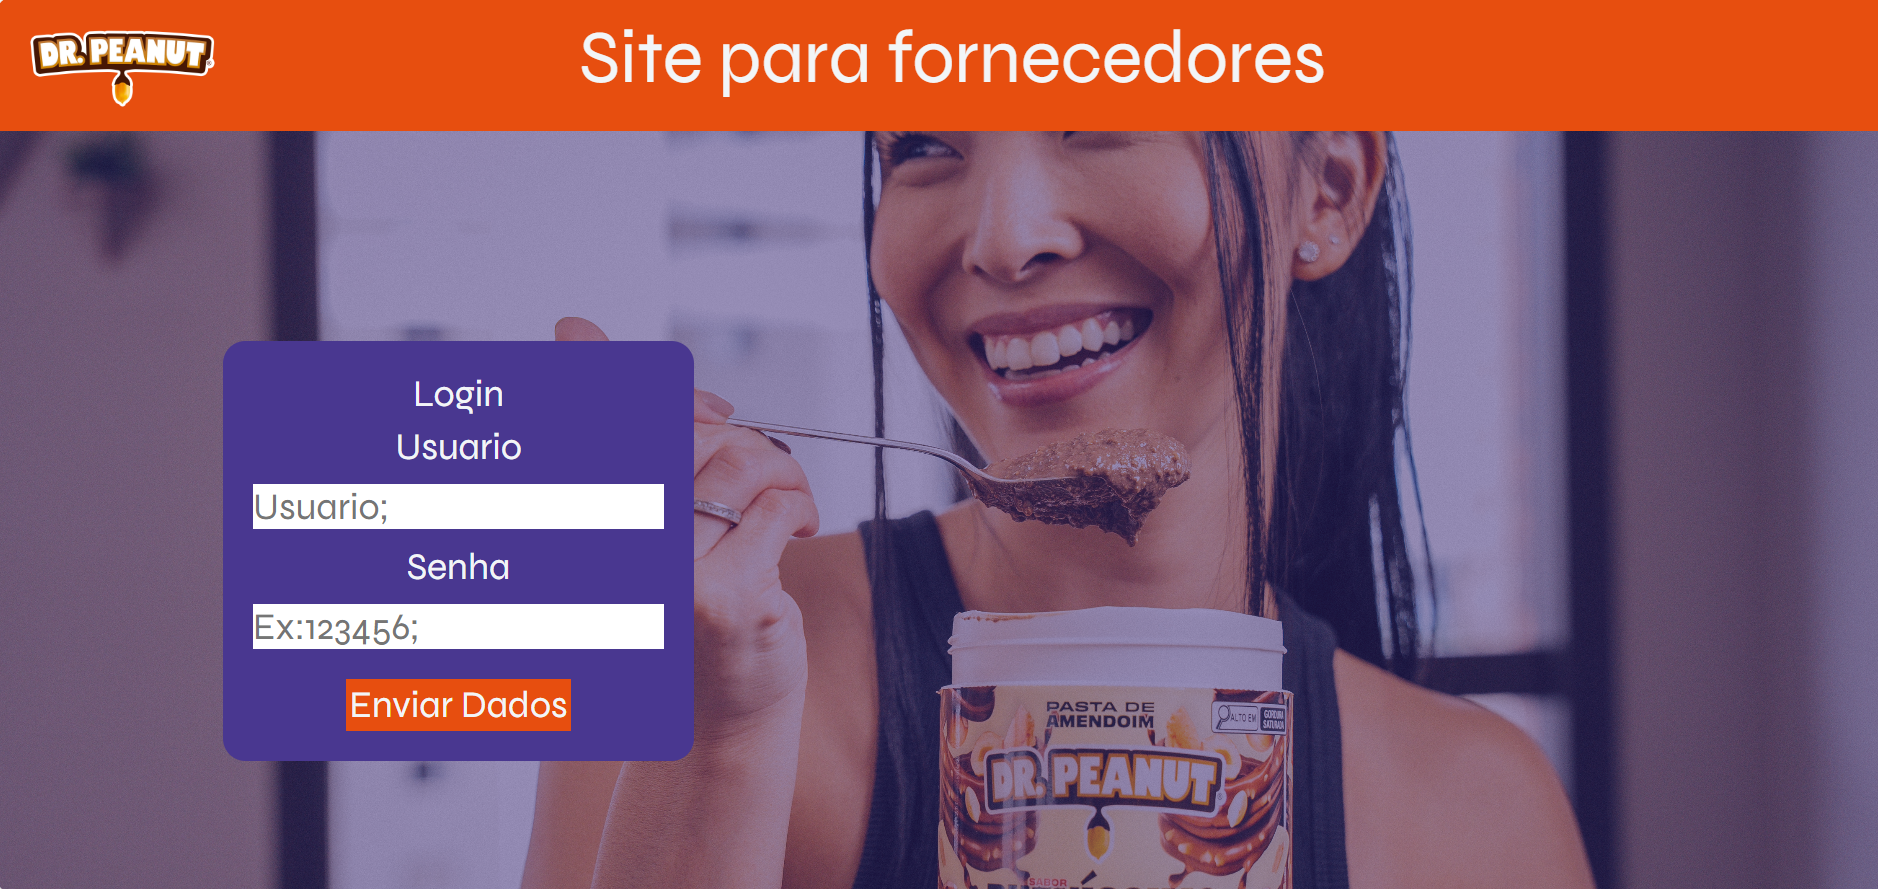 DR. PEANUT
Site para fornecedores
Login
Usuario
Usuario;
Senha
Ex:123456;
Enviar Dados
PASTA DE
AMENDOIM
ALTO EM
GORDURA
SATURADA
DR. PEANUT
SABOR